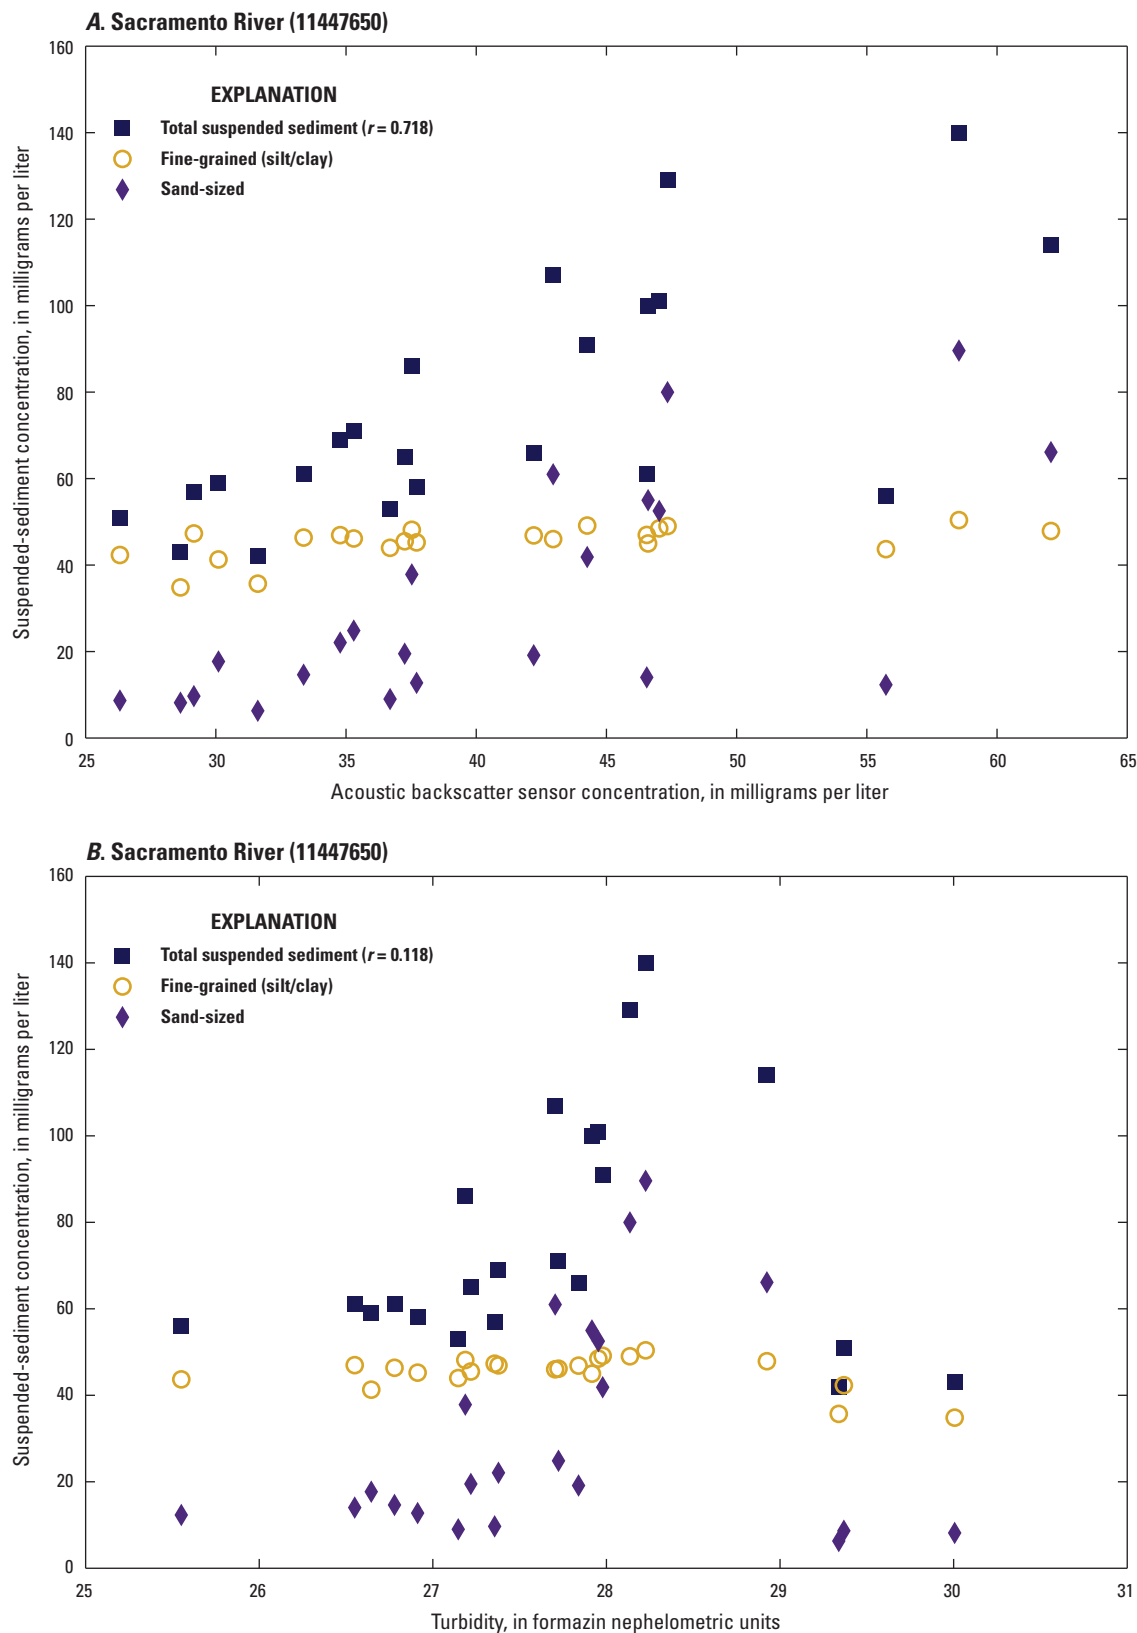 A. Sacramento River (11447650)
160
140
120
100
80
60
40
20
0
Suspended-sediment concentration, in milligrams per liter
EXPLANATION
Total suspended sediment (r = 0.718)
Fine-grained (silt/clay)
Sand-sized
25 30 35 40 45 50 55 60 65
Acoustic backscatter sensor concentration, in milligrams per liter
B. Sacramento River (11447650)
160
140
120
100
80
60
40
20
0
Suspended-sediment concentration, in milligrams per liter
EXPLANATION
Total suspended sediment (r = 0.118)
Fine-grained (silt/clay)
Sand-sized
25 26 27 28 29 30 31
Turbidity, in formazin nephelometric units